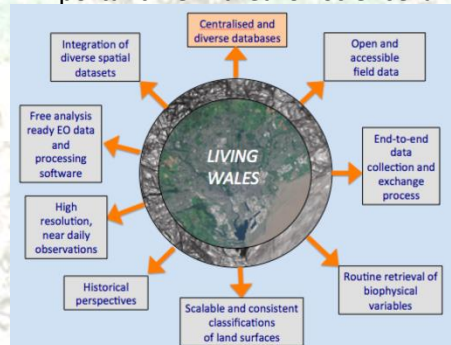 Centralised and
diverse databases
Integration of
diverse spatial
datasets
Open and
accessible
field data
Free analysis
ready EO data
and
processing
software
LIVING
WALES
End-to-end
data
collection and
exchange
process
High
resolution,
near daily
observations
Historical
perspectives
Routine retrieval of
biophysical
variables
Scalable and consistent
classifications
of land surfaces